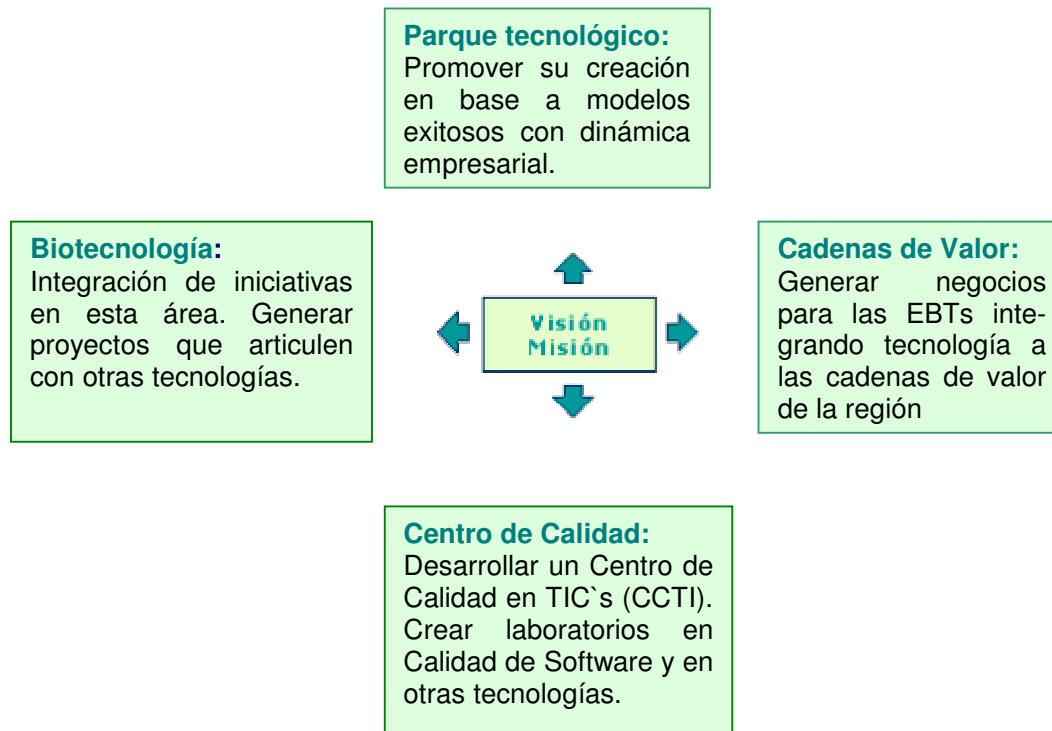 Parque tecnológico:
Promover su creación
en base a modelos
exitosos con dinámica
empresarial.
Biotecnología:
Integración de iniciativas
en esta área. Generar
proyectos que articulen
con otras tecnologías.
Visión
Misión
Cadenas de Valor:
Generar negocios
para las EBTs inte-
grando tecnología a
las cadenas de valor
de la región
Centro de Calidad:
Desarrollar un Centro de
Calidad en TIC`s (CCTI).
Crear laboratorios en
Calidad de Software y en
otras tecnologías.